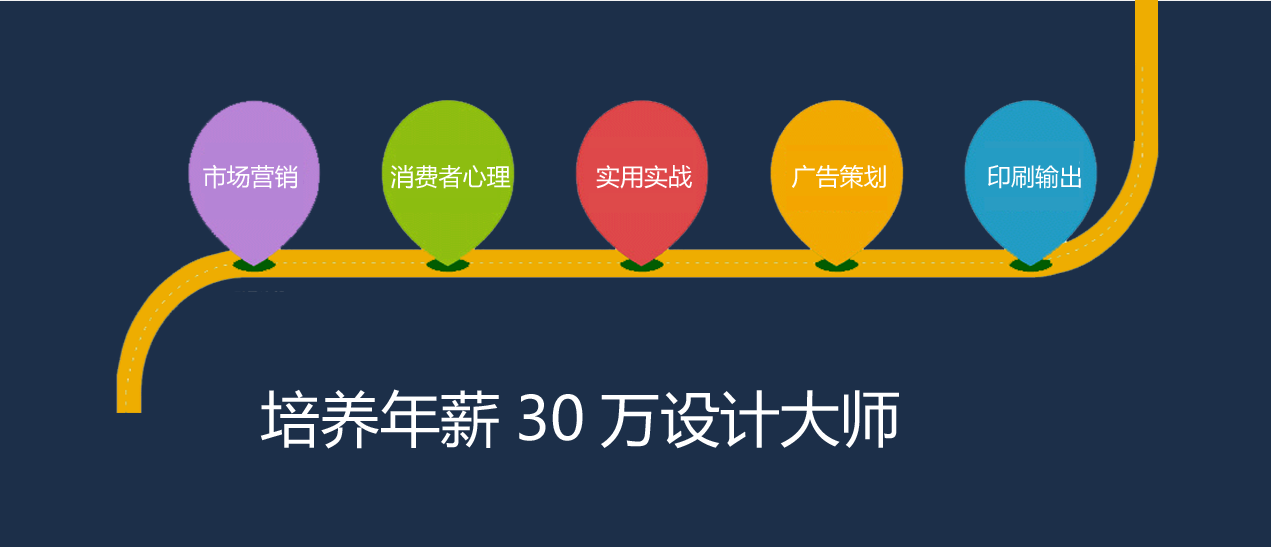 市场营销
消费者心理
实用实战
广告策划
印刷输出
培养年薪 30 万设计大师